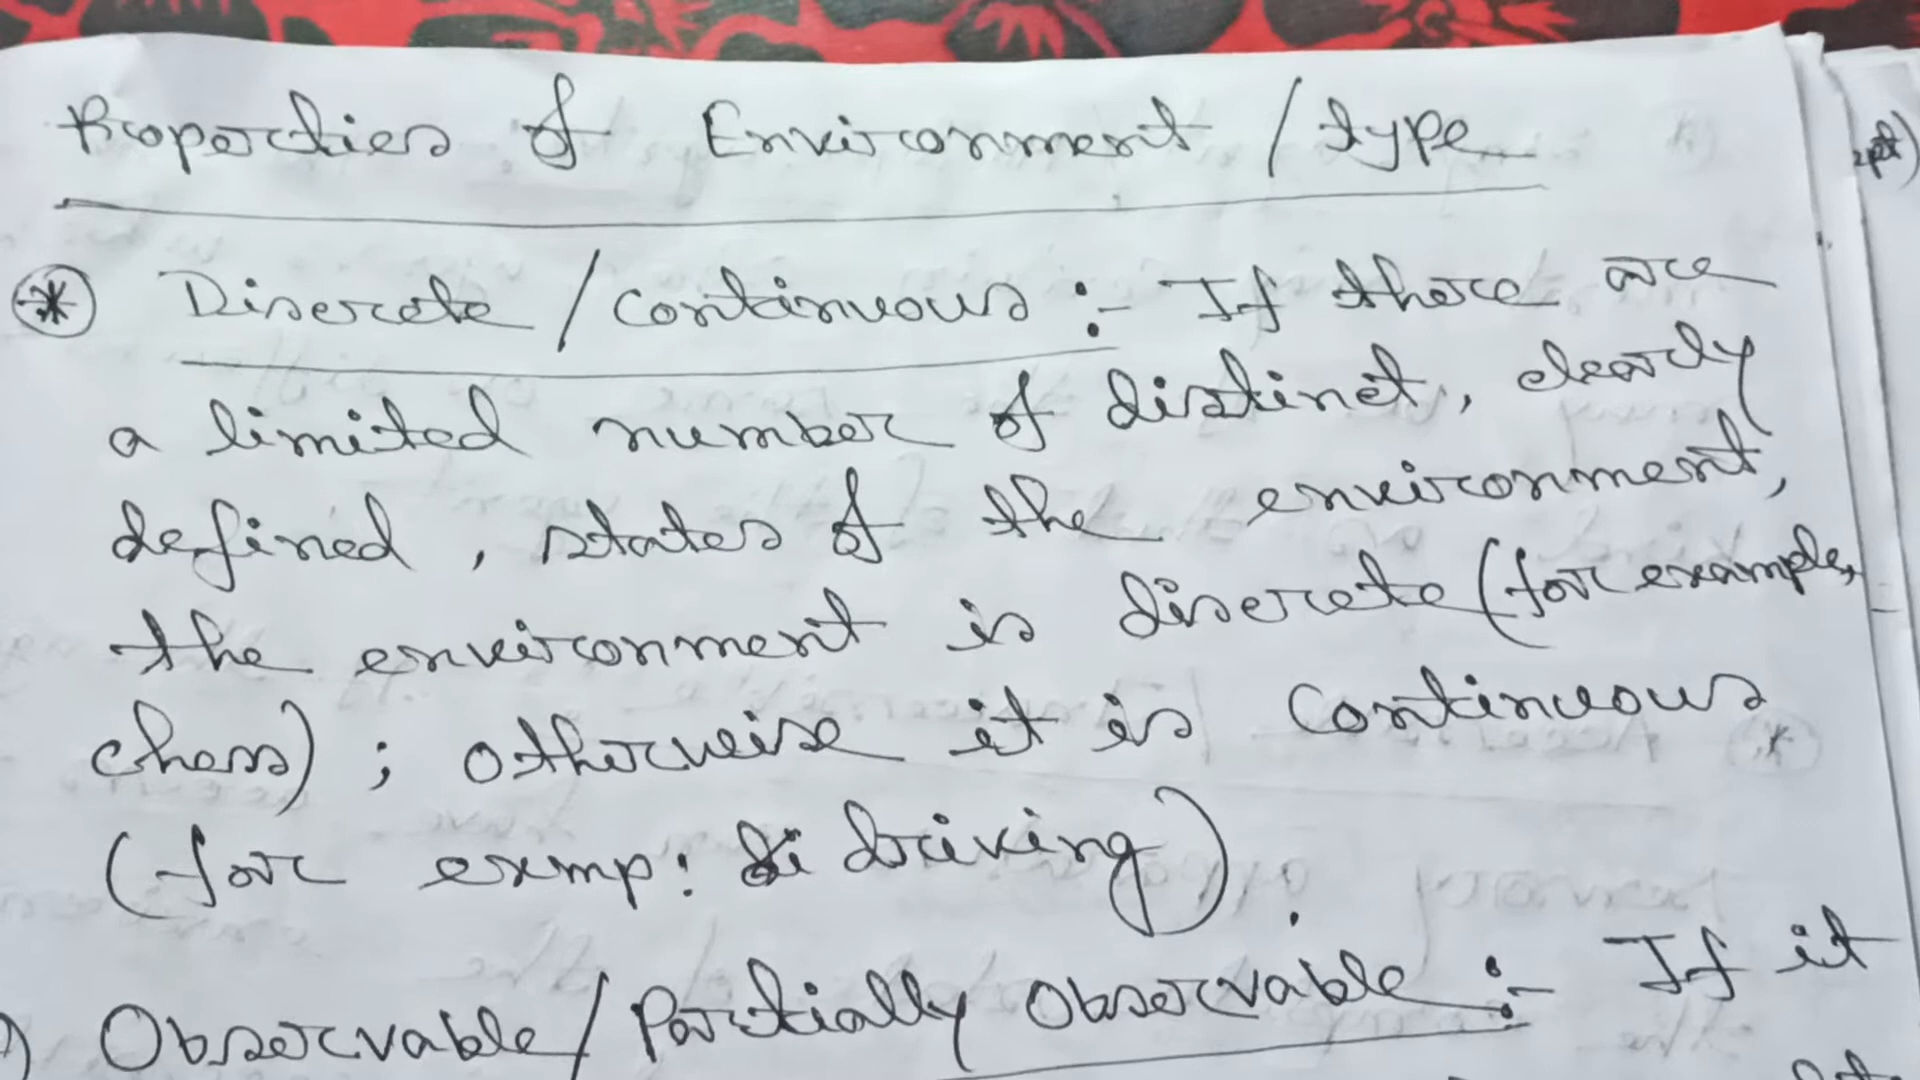 Properties of Environment / type
Discrete / Continuous :- If there are
a limited number of distinct, clearly
defined, states of the environment,
the environment is discrete (for example,
chess) ; otherwise it is continuous
(for exmp: driving).
Observable / Partially Observable :- If it